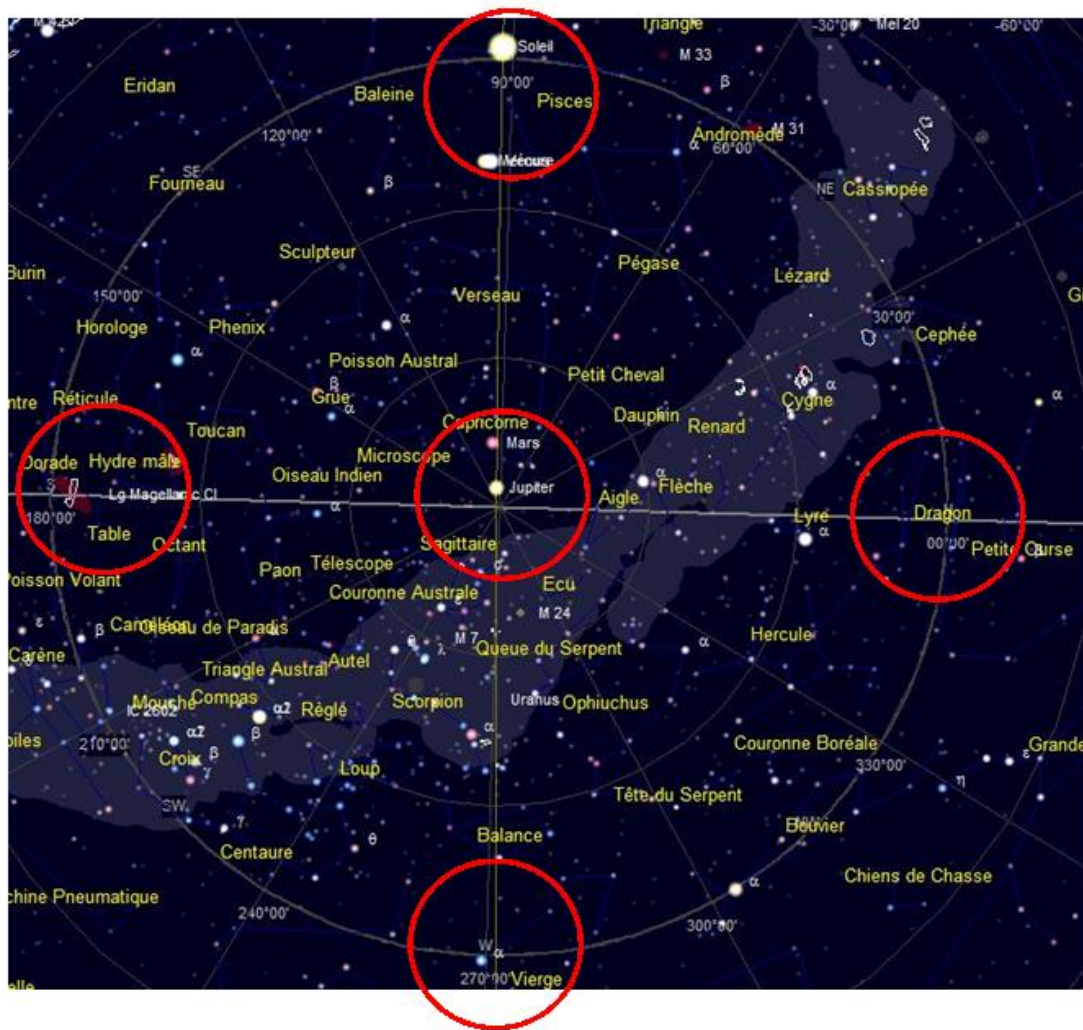 M 42
Triangle
-30°00'
Mel 20
-60°00'
Soleil
M 33
Eridan
Baleine
90°00'
Pisces
β
120°00'
Andromède
M 31
α
60°00'
SE
Fourneau
β
NE
Cassiopée
Sculpteur
Pégase
Lézard
Burin
150°00'
Verseau
Horloge
Phenix
α
30°00'
Cephée
α
Poisson Austral
Petit Cheval
β
Grue
α
Cygne
α
α
Réticule
Dauphin
Renard
Capricorne
Toucan
Mars
Microscope
Dorade
Hydre mâle
Oiseau Indien
α
Flèche
S
Lg Magellanic Cl
Jupiter
Aigle
180°00'
α
Lyre
Dragon
Table
Octant
Sagittaire
α
00°00'
Petite Ourse
β
Télescope
Paon
σ
Ecu
Poisson Volant
Couronne Australe
ε
M 24
ε
β
Caméléon
Oiseau de Paradis
α
θ
M 7
λ
Queue du Serpent
α
Hercule
Carène
Triangle Austral
Autel
Mouche
Compas
Règle
Scorpion
Uranus
Ophiuchus
IC 2602
α2
α
β
β
Croix
γ
210°00'
Loup
Couronne Boréale
330°00'
Grande
ε
η
SW
Tête du Serpent
γ
θ
Balance
Bouvier
NW
Centaure
Chiens de Chasse
α
240°00'
300°00'
W
α
270°00'
Vierge